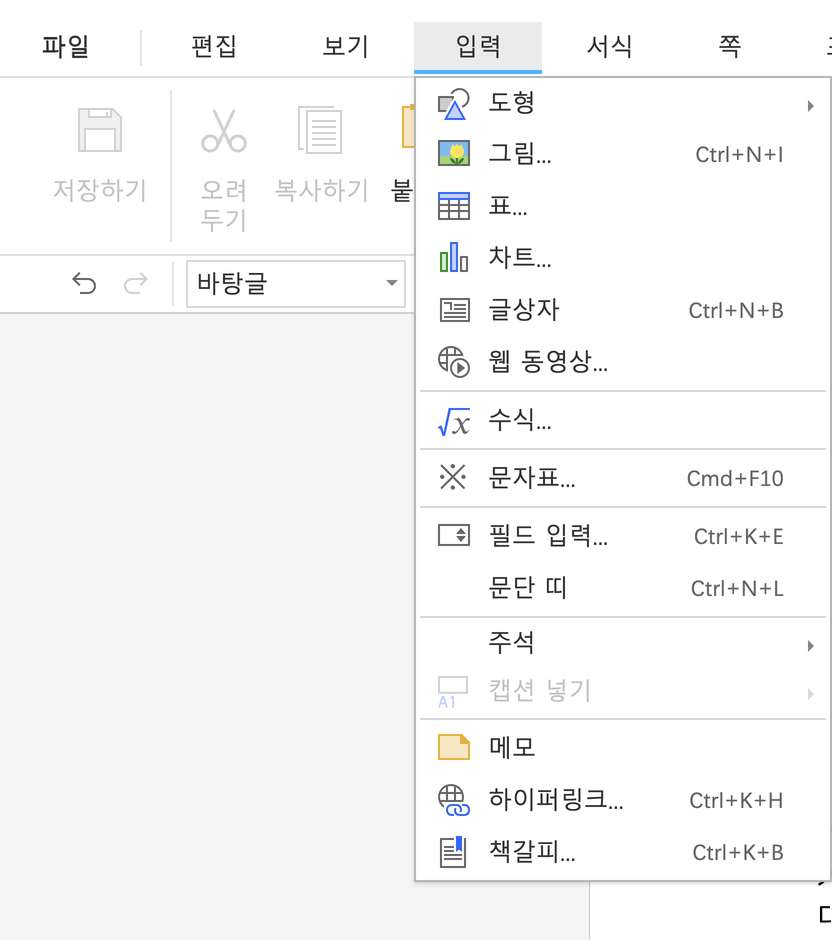 파일 편집 보기 입력 서식 쪽
저장하기 오려 두기 복사하기 붙
바탕글
도형
그림... Ctrl+N+I
표...
차트...
글상자 Ctrl+N+B
웹 동영상...
수식...
문자표... Cmd+F10
필드 입력... Ctrl+K+E
문단 띠 Ctrl+N+L
주석
A1 캡션 넣기
메모
하이퍼링크... Ctrl+K+H
책갈피... Ctrl+K+B